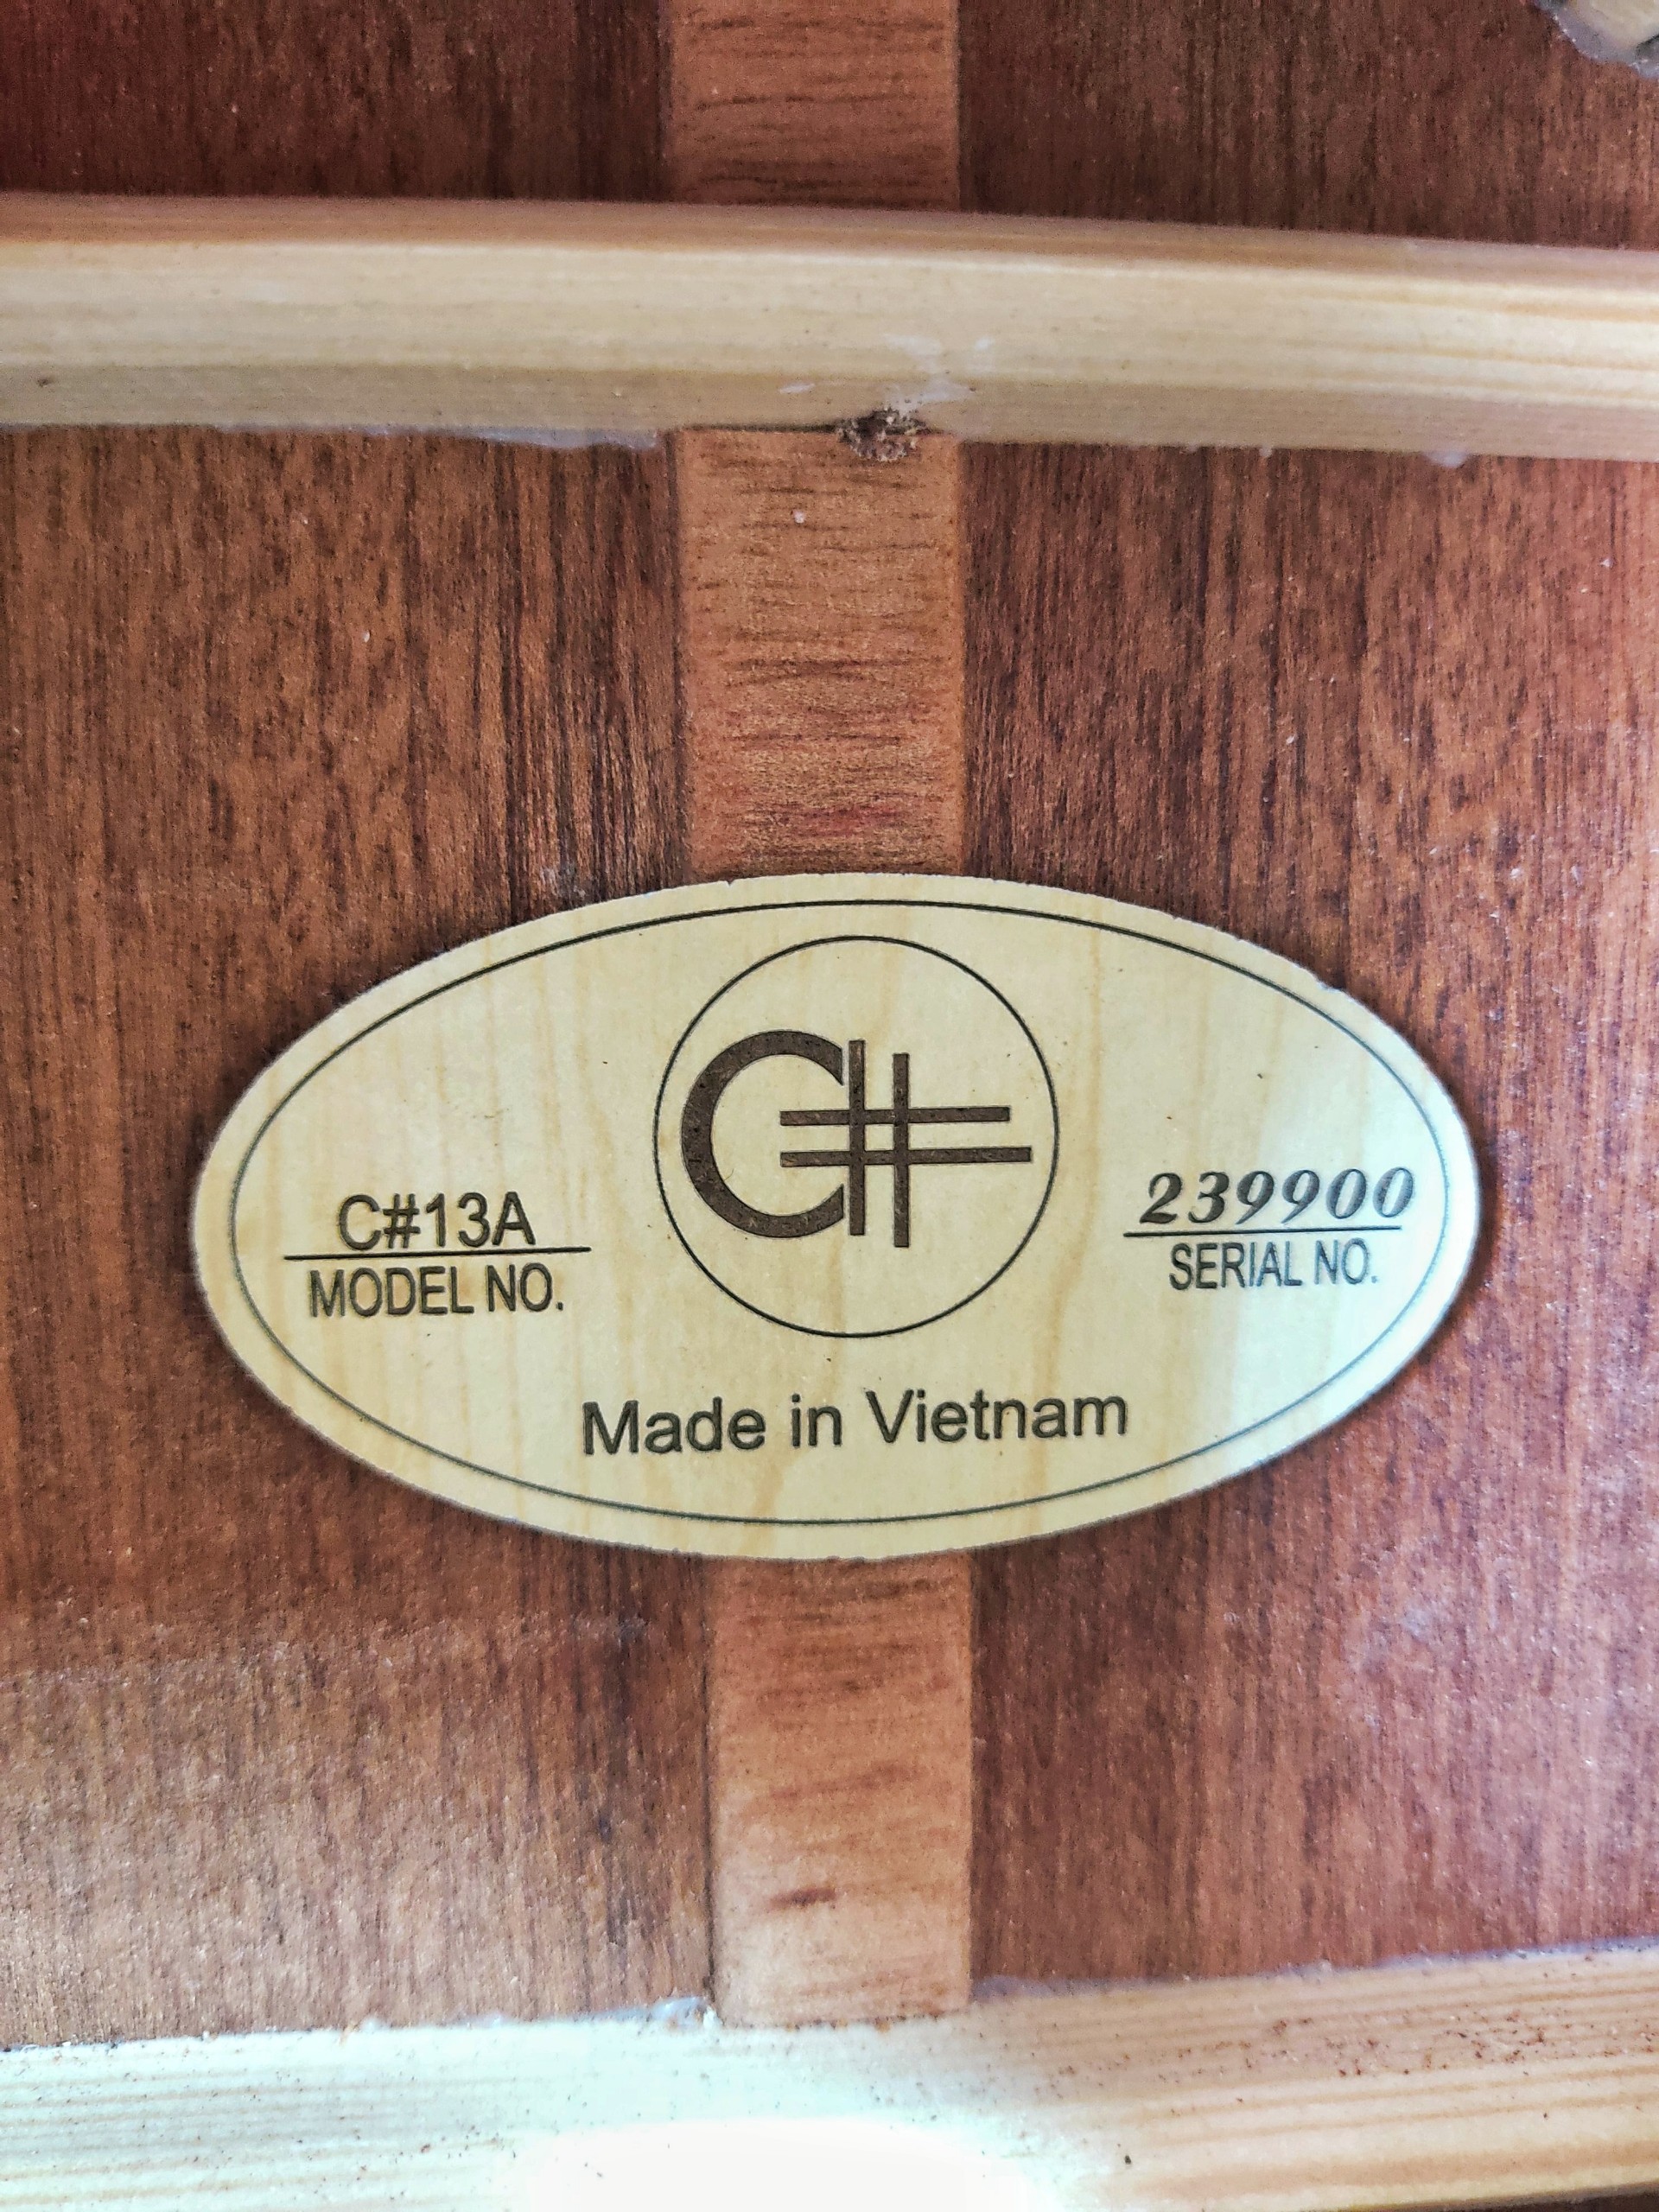 C#
C#13A
MODEL NO.
239900
SERIAL NO.
Made in Vietnam